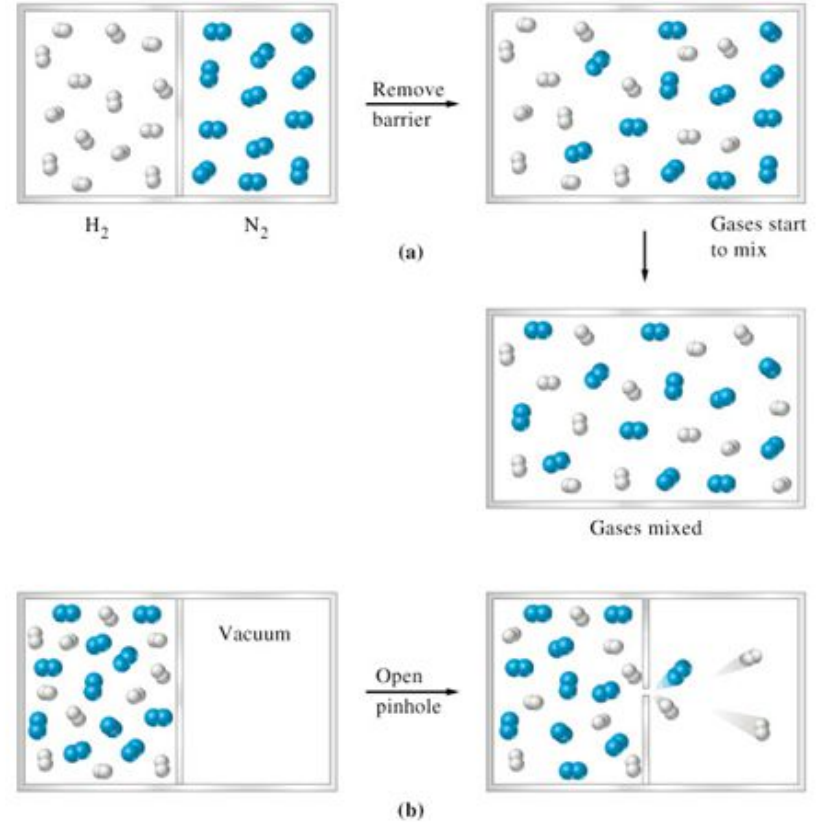 Remove
barrier
H₂
N₂
Gases start
to mix
(a)
Gases mixed
Vacuum
Open
pinhole
(b)